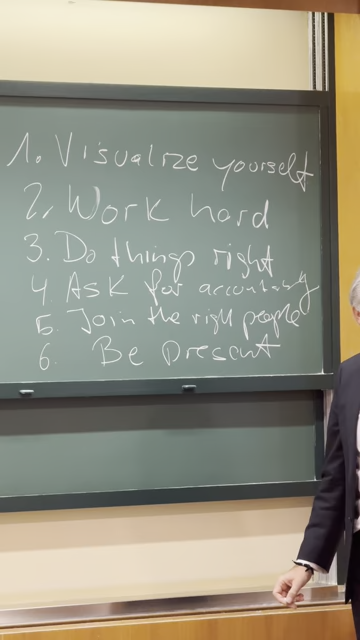 1. Visualize yourself
2. Work hard
3. Do things right
4. Ask for accountability
5. Join the right people
6. Be present